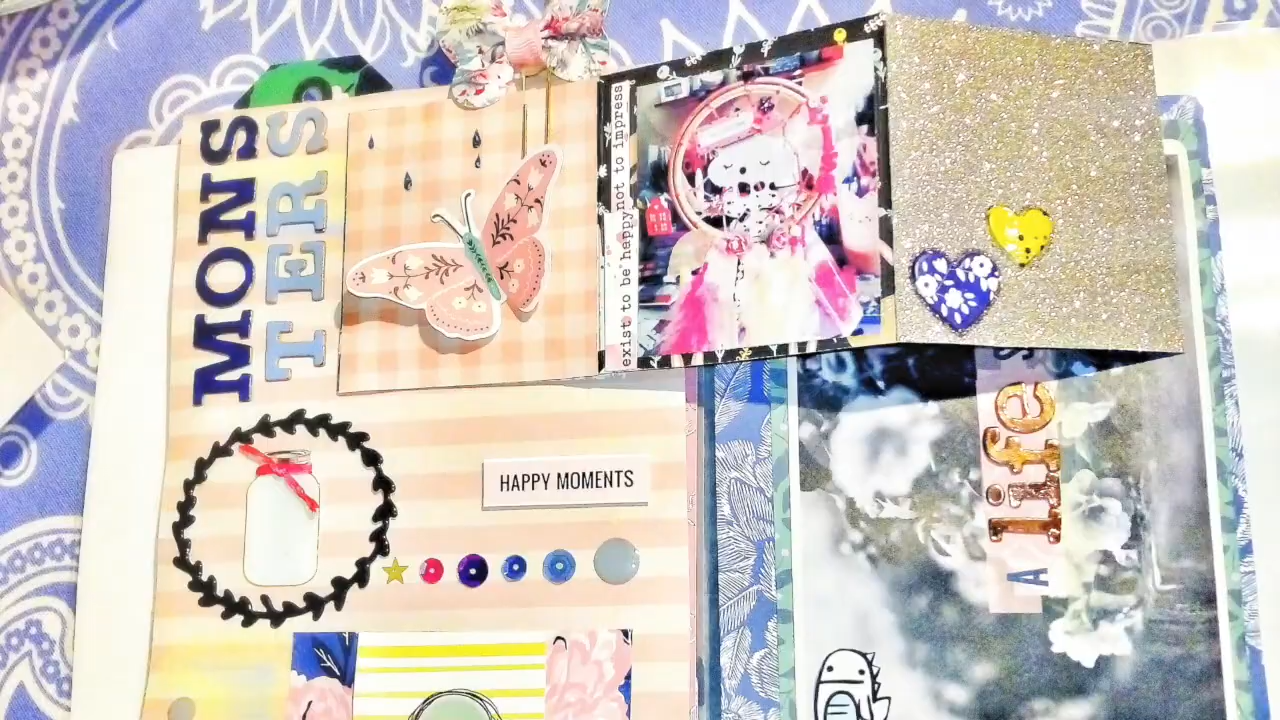 MONS
TERS
exist to be happy not to impress
HAPPY MOMENTS
A life